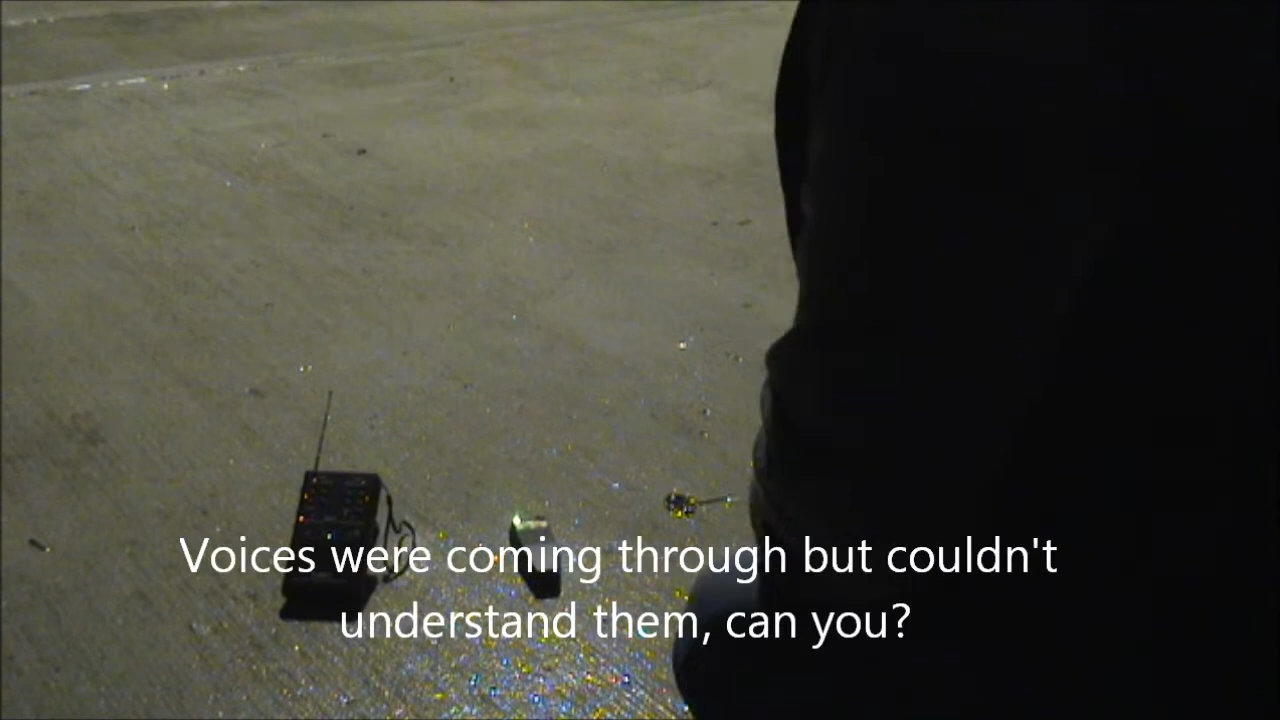 Voices were coming through but couldn't
understand them, can you?